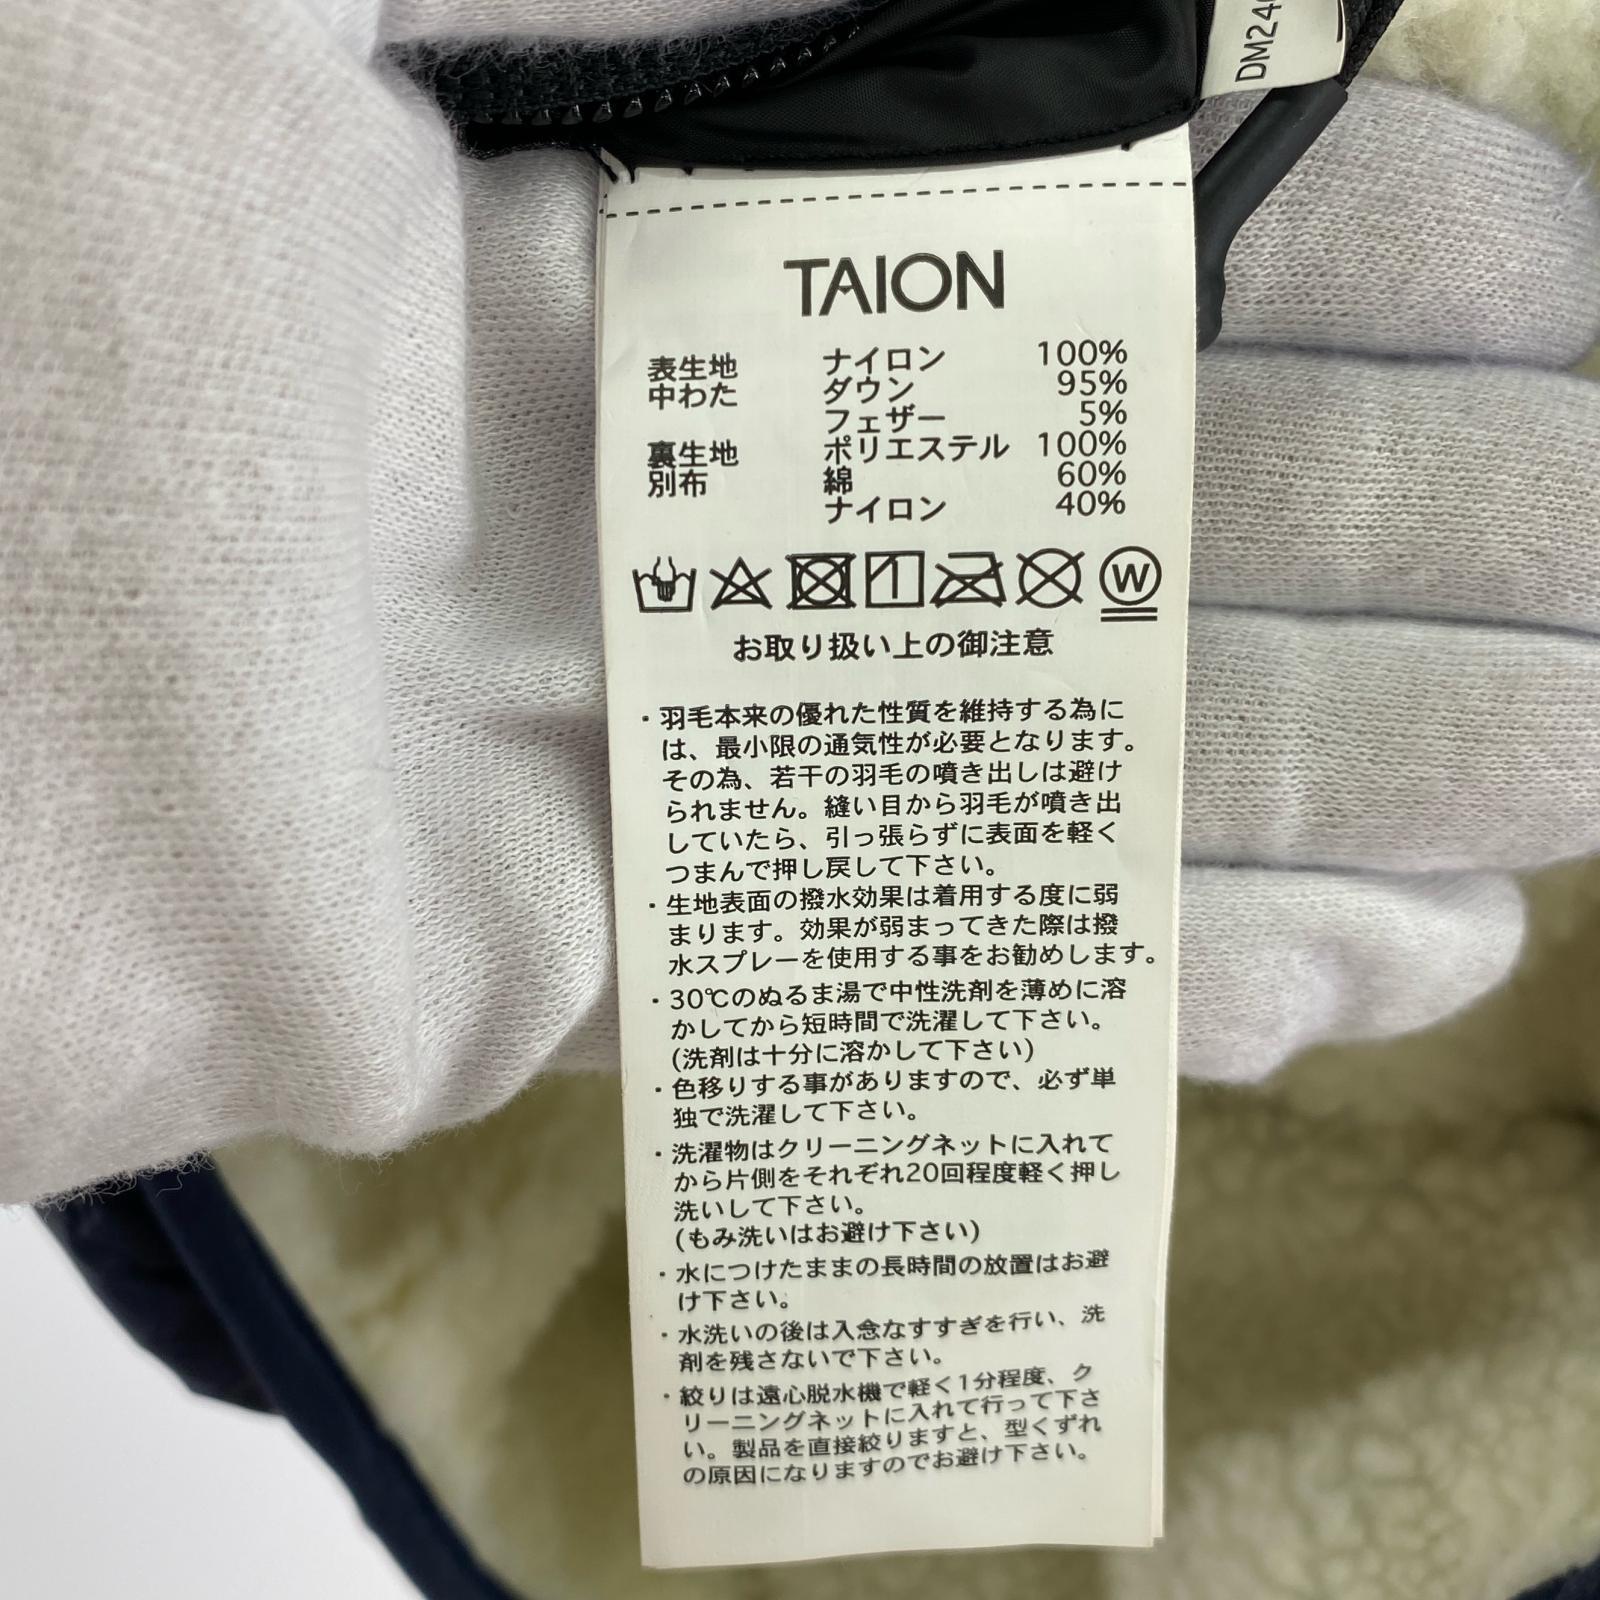 DM24
TAION
表生地 ナイロン 100%
中わた ダウン 95%
フェザー 5%
裏生地 ポリエステル 100%
別布 綿 60%
ナイロン 40%
1 W
お取り扱い上の御注意
・羽毛本来の優れた性質を維持する為に
は、最小限の通気性が必要となります。
その為、若干の羽毛の噴き出しは避け
られません。縫い目から羽毛が噴き出
していたら、引っ張らずに表面を軽く
つまんで押し戻して下さい。
・生地表面の撥水効果は着用する度に弱
まります。効果が弱まってきた際は撥
水スプレーを使用する事をお勧めします。
・30℃のぬるま湯で中性洗剤を薄めに溶
かしてから短時間で洗濯して下さい。
(洗剤は十分に溶かして下さい)
・色移りする事がありますので、必ず単
独で洗濯して下さい。
・洗濯物はクリーニングネットに入れて
から片側をそれぞれ20回程度軽く押し
洗いして下さい。
(もみ洗いはお避け下さい)
・水につけたままの長時間の放置はお避
け下さい。
・水洗いの後は入念なすすぎを行い、洗
剤を残さないで下さい。
・絞りは遠心脱水機で軽く1分程度、ク
リーニングネットに入れて行って下さ
い。製品を直接絞りますと、型くずれ
の原因になりますのでお避け下さい。